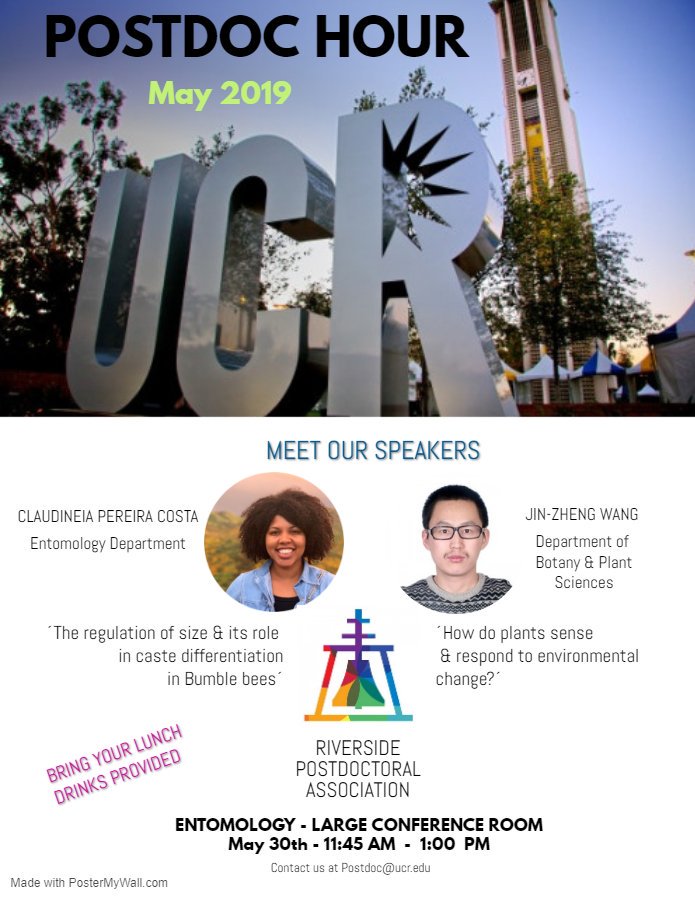 POSTDOC HOUR
May 2019
UCR
MEET OUR SPEAKERS
CLAUDINEIA PEREIRA COSTA
Entomology Department
JIN-ZHENG WANG
Department of
Botany & Plant
Sciences
´The regulation of size & its role
in caste differentiation
in Bumble bees´
´How do plants sense
& respond to environmental
change?´
BRING YOUR LUNCH
DRINKS PROVIDED
RIVERSIDE
POSTDOCTORAL
ASSOCIATION
ENTOMOLOGY - LARGE CONFERENCE ROOM
May 30th - 11:45 AM - 1:00 PM
Contact us at Postdoc@ucr.edu
Made with PosterMyWall.com